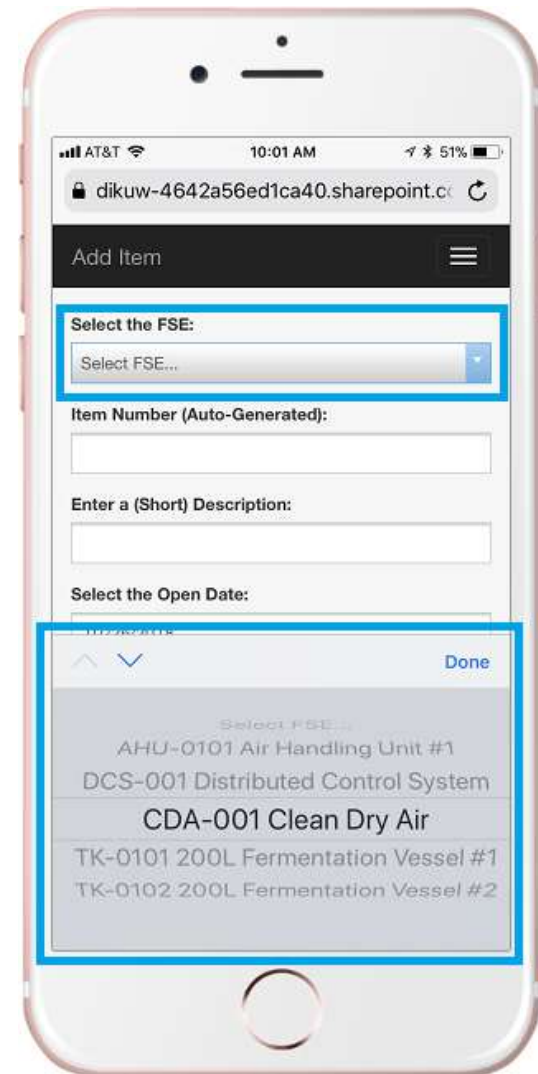 AT&T 10:01 AM 51%
dikuw-4642a56ed1ca40.sharepoint.c
Add Item
Select the FSE:
Select FSE...
Item Number (Auto-Generated):
Enter a (Short) Description:
Select the Open Date:
Done
Select FSE...
AHU-0101 Air Handling Unit #1
DCS-001 Distributed Control System
CDA-001 Clean Dry Air
TK-0101 200L Fermentation Vessel #1
TK-0102 200L Fermentation Vessel #2